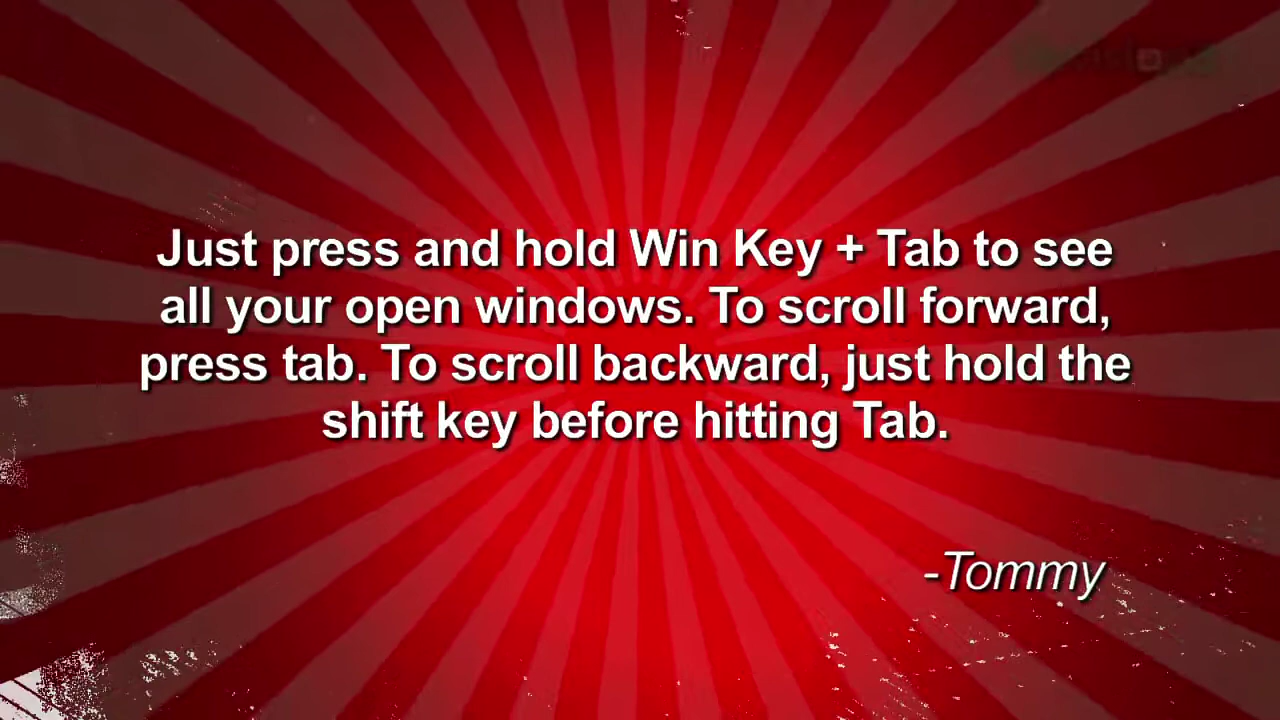 Just press and hold Win Key + Tab to see
all your open windows. To scroll forward,
press tab. To scroll backward, just hold the
shift key before hitting Tab.
-Tommy